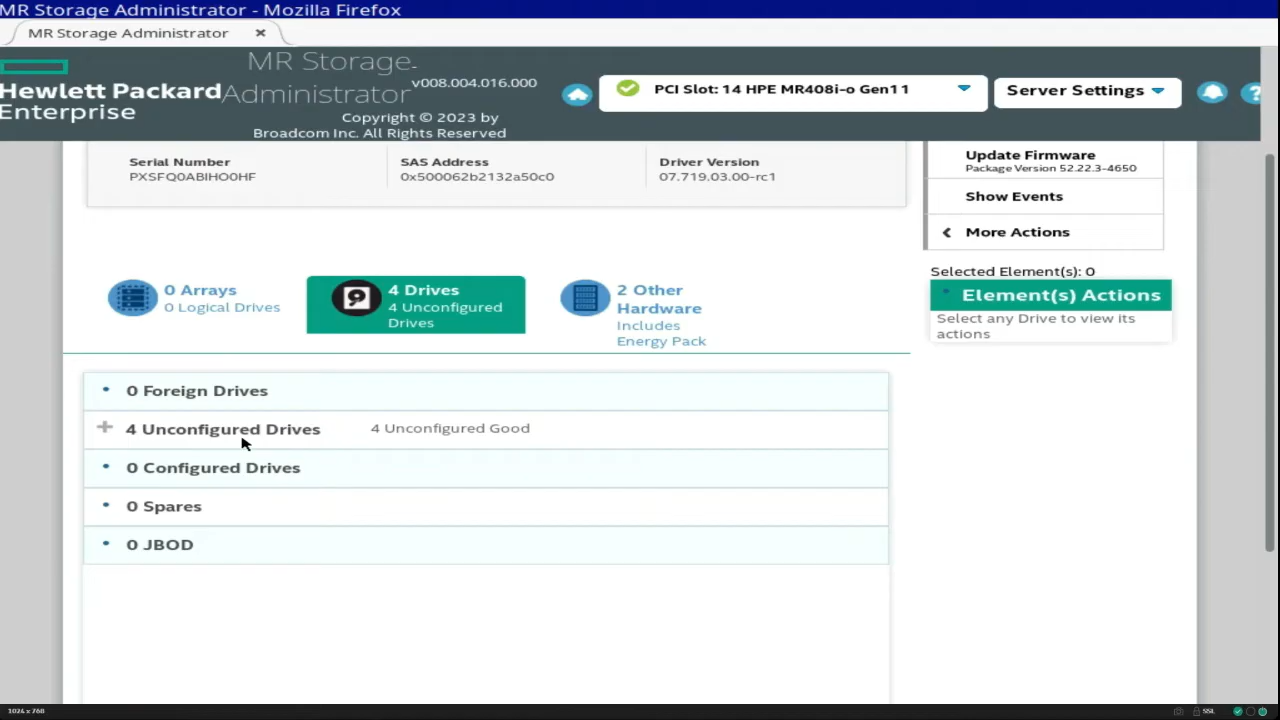 MR Storage Administrator - Mozilla Firefox
MR Storage Administrator ×
Hewlett Packard
Enterprise
MR Storage
Administrator
-
v008.004.016.000
Copyright © 2023 by
Broadcom Inc. All Rights Reserved
PCI Slot: 14 HPE MR408i-o Gen11
Server Settings
?
Serial Number
PXSFQ0ABIHO0HF
SAS Address
0x500062b2132a50c0
Driver Version
07.719.03.00-rc1
Update Firmware
Package Version 52.22.3-4650
Show Events
More Actions
0 Arrays
0 Logical Drives
4 Drives
4 Unconfigured
Drives
2 Other
Hardware
Includes
Energy Pack
Selected Element(s): 0
Element(s) Actions
Select any Drive to view its
actions
0 Foreign Drives
4 Unconfigured Drives 4 Unconfigured Good
0 Configured Drives
0 Spares
0 JBOD
1024 x 768
SSL